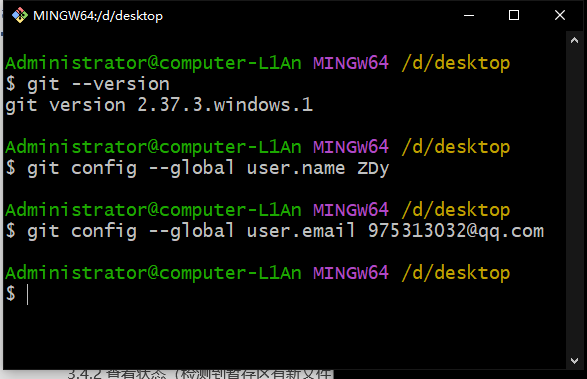 MINGW64:/d/desktop
Administrator@computer-L1An MINGW64 /d/desktop
$ git --version
git version 2.37.3.windows.1
Administrator@computer-L1An MINGW64 /d/desktop
$ git config --global user.name ZDy
Administrator@computer-L1An MINGW64 /d/desktop
$ git config --global user.email 975313032@qq.com
Administrator@computer-L1An MINGW64 /d/desktop
$
3.4.2 查看状态（检测到暂存区有新文件